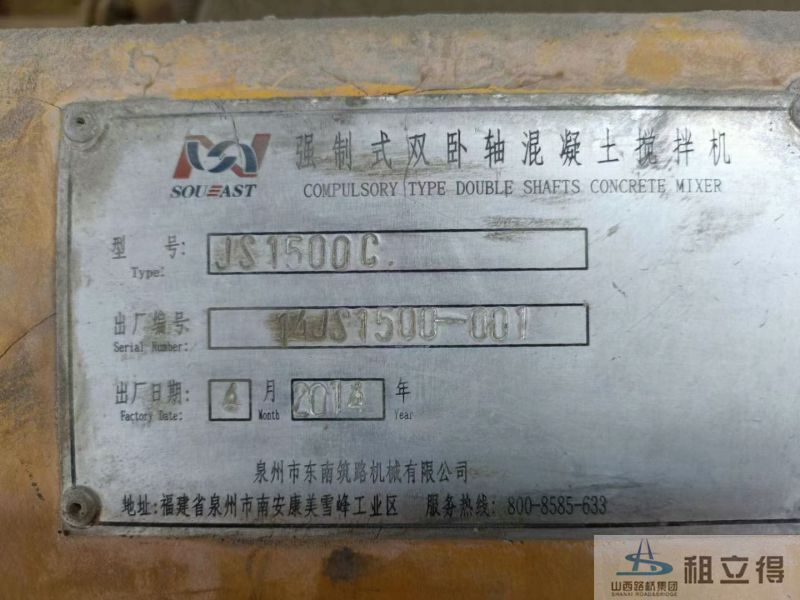 强制式双卧轴混凝土搅拌机
SOUEAST
COMPULSORY TYPE DOUBLE SHAFTS CONCRETE MIXER
型 号: JS1500C.
Type:
出厂编号 14JS1500-001
Serial Number:
出厂日期: 4 月 2014 年
Factory Date: Month Year
泉州市东南筑路机械有限公司
地址:福建省泉州市南安康美雪峰工业区 服务热线: 800-8585-633
山西路桥集团 租立得
SHANXI ROAD&BRIDGE